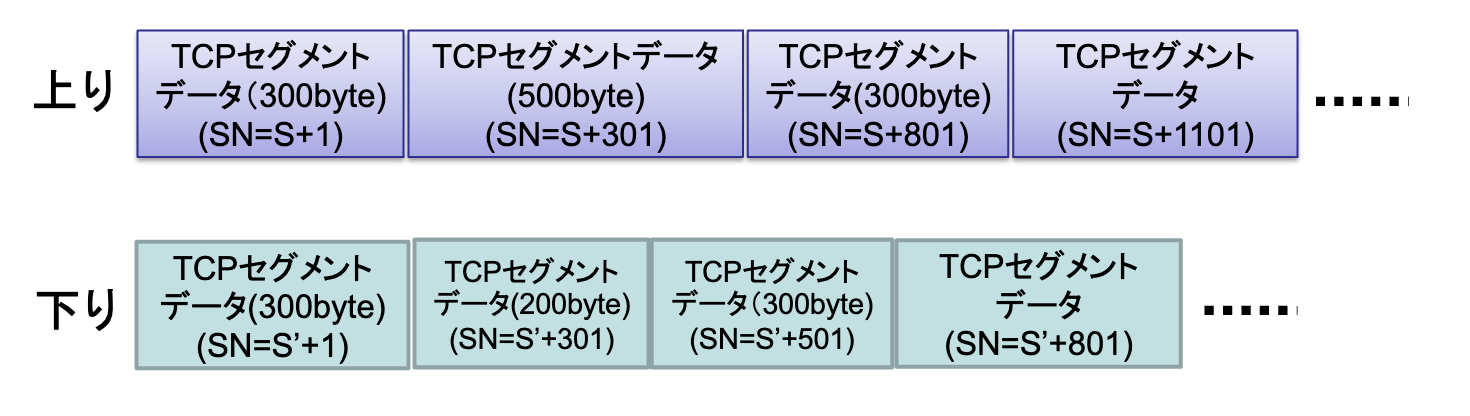 上り
TCPセグメント
データ（300byte)
(SN=S+1)
TCPセグメントデータ
(500byte)
(SN=S+301)
TCPセグメント
データ(300byte)
(SN=S+801)
TCPセグメント
データ
(SN=S+1101)
……
下り
TCPセグメント
データ(300byte)
(SN=S’+1)
TCPセグメント
データ(200byte)
(SN=S’+301)
TCPセグメント
データ（300byte)
(SN=S’+501)
TCPセグメント
データ
(SN=S’+801)
……